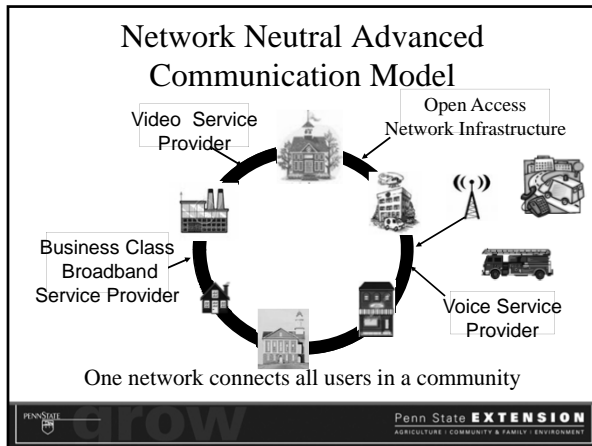 Network Neutral Advanced
Communication Model
Video Service
Provider
Open Access
Network Infrastructure
Business Class
Broadband
Service Provider
Voice Service
Provider
One network connects all users in a community
PENNSTATE
grow
Penn State EXTENSION
AGRICULTURE | COMMUNITY & FAMILY | ENVIRONMENT